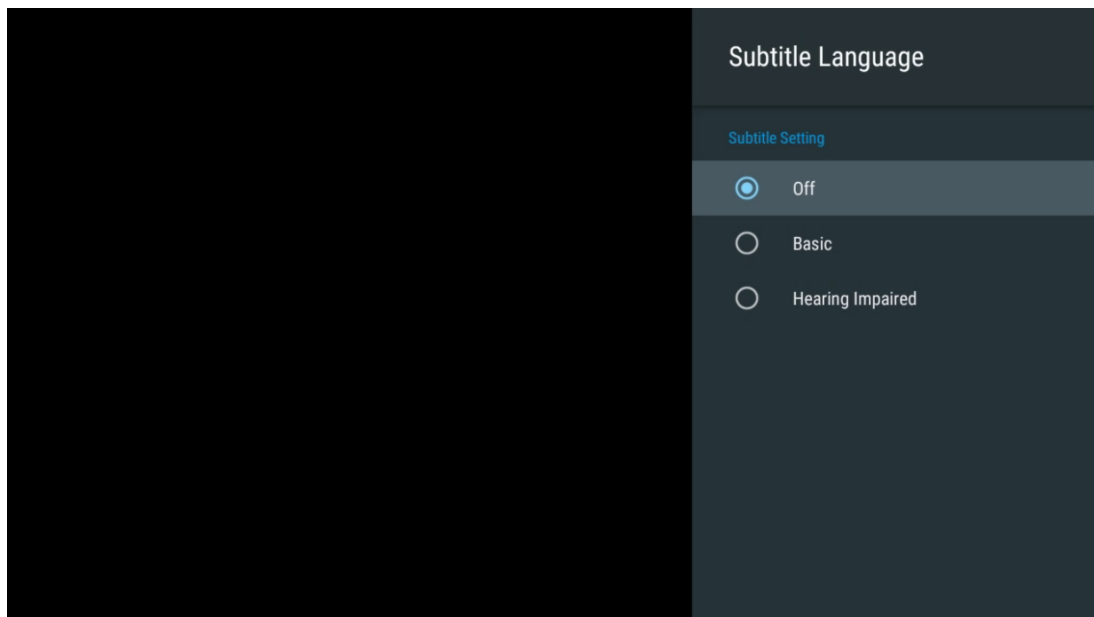 Subtitle Language
Subtitle Setting
Off
Basic
Hearing Impaired